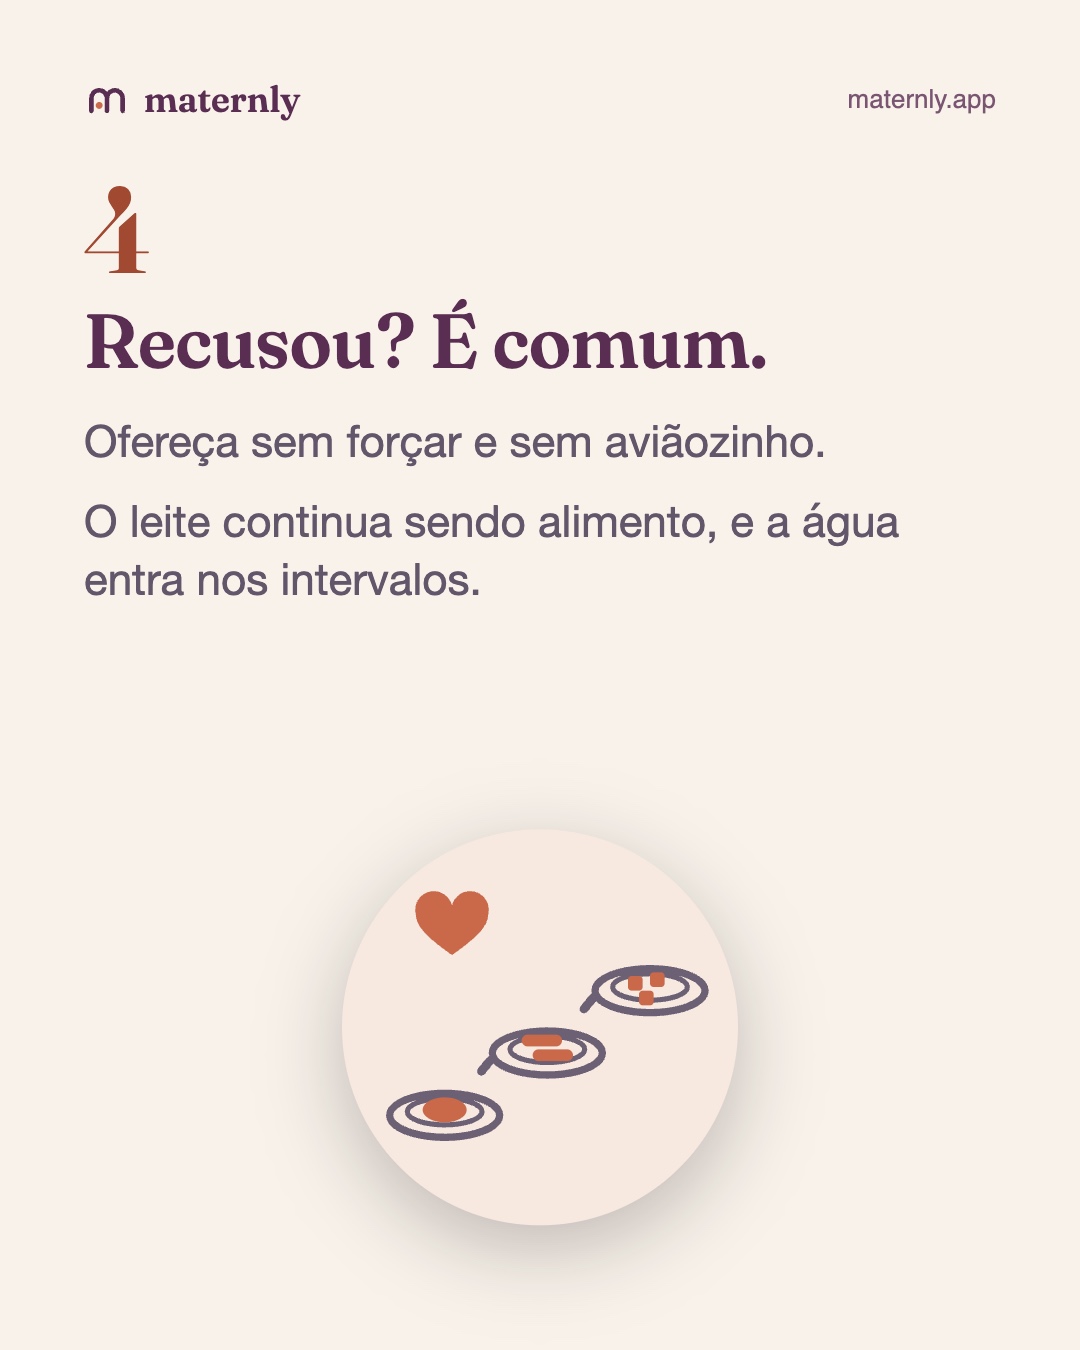 maternly
maternly.app
4
Recusou? É comum.
Ofereça sem forçar e sem aviãozinho.
O leite continua sendo alimento, e a água
entra nos intervalos.